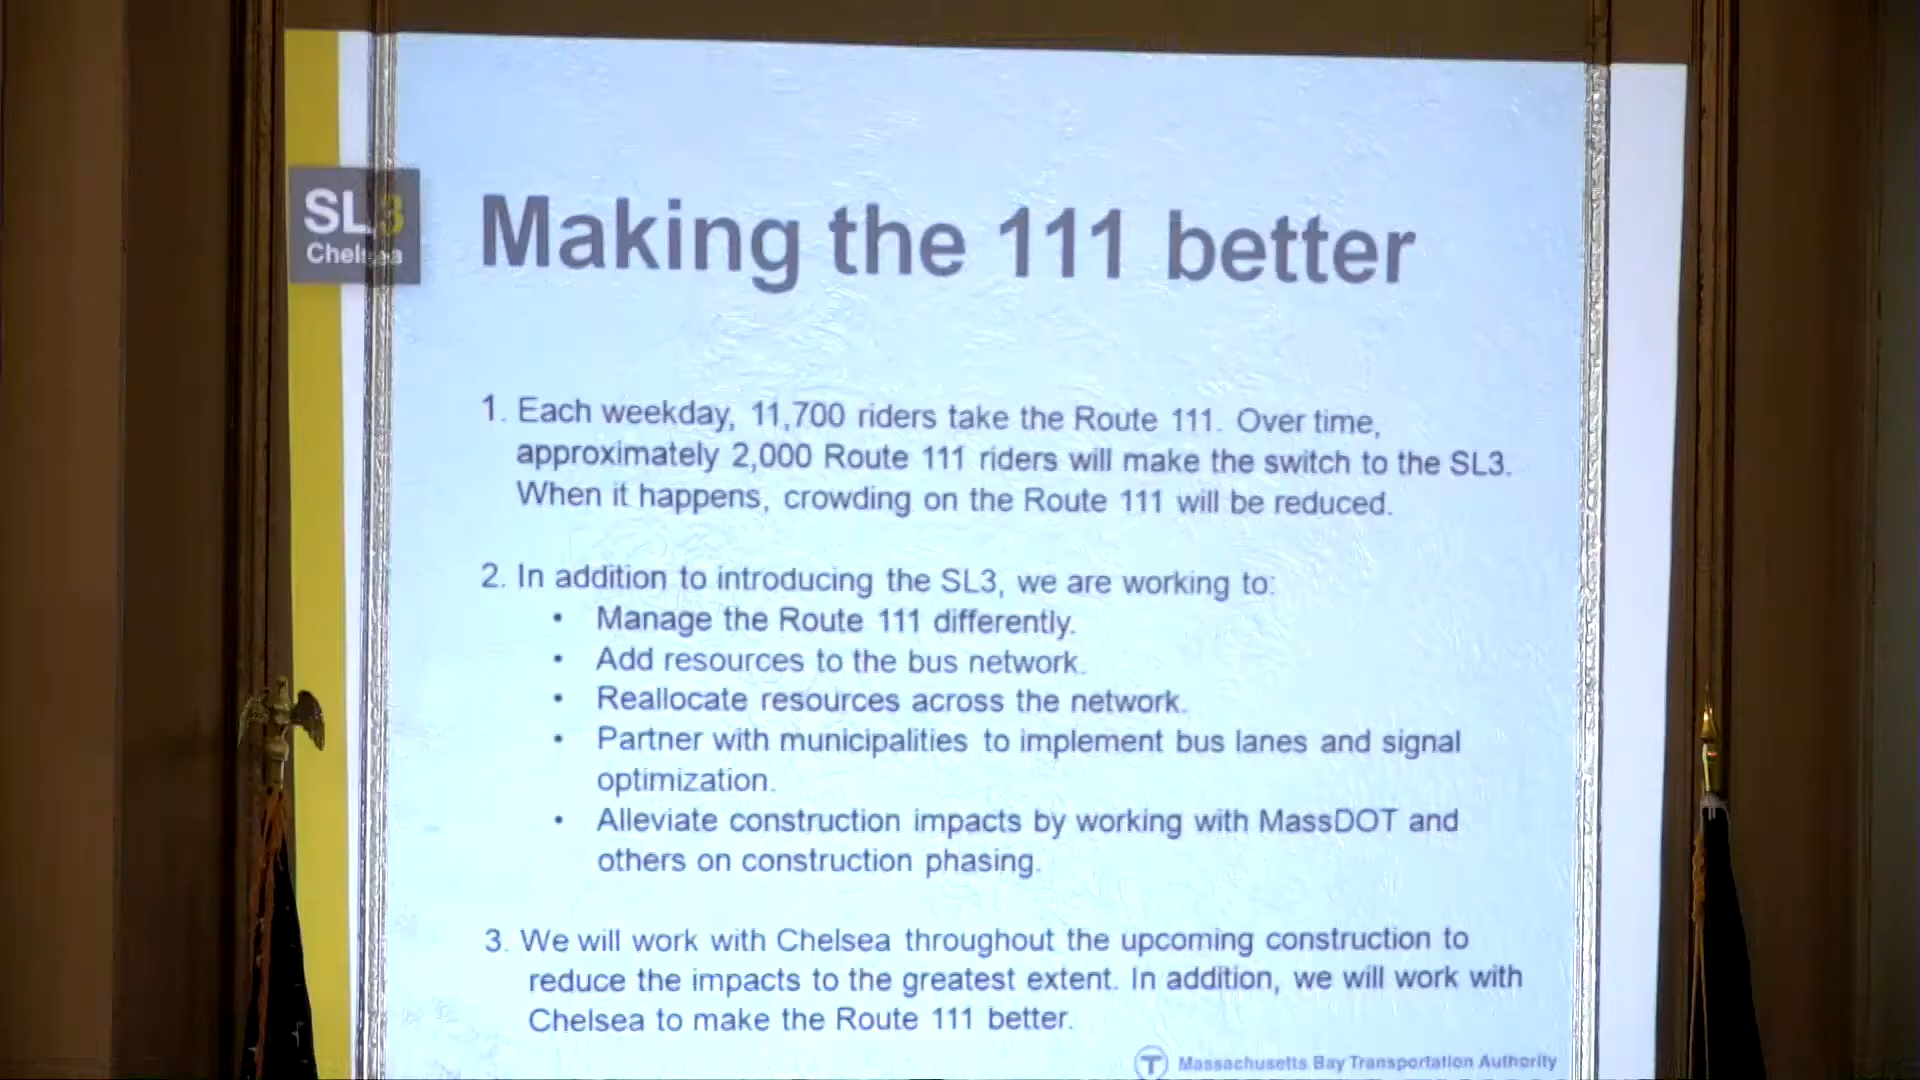 SL3
Chelsea
Making the 111 better
1. Each weekday, 11,700 riders take the Route 111. Over time,
approximately 2,000 Route 111 riders will make the switch to the SL3.
When it happens, crowding on the Route 111 will be reduced.
2. In addition to introducing the SL3, we are working to:
• Manage the Route 111 differently.
• Add resources to the bus network.
• Reallocate resources across the network.
• Partner with municipalities to implement bus lanes and signal
optimization.
• Alleviate construction impacts by working with MassDOT and
others on construction phasing.
3. We will work with Chelsea throughout the upcoming construction to
reduce the impacts to the greatest extent. In addition, we will work with
Chelsea to make the Route 111 better.
T Massachusetts Bay Transportation Authority